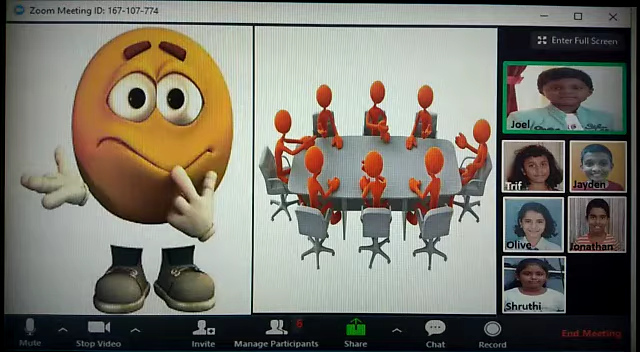 Zoom Meeting ID: 167-107-774
Enter Full Screen
Joel
Trif
Jayden
Olive
Jonathan
Shruthi
Mute
Stop Video
Invite
Manage Participants
6
Share
Chat
Record
End Meeting